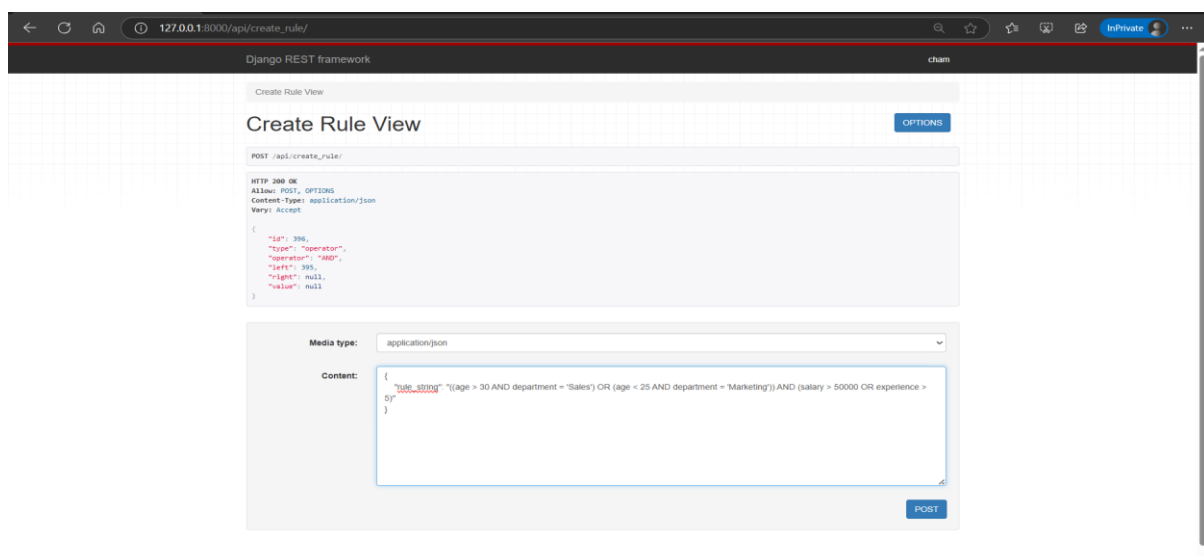 127.0.0.1:8000/api/create_rule/
InPrivate
Django REST framework
cham
Create Rule View
Create Rule View
OPTIONS
POST /api/create_rule/
HTTP 200 OK
Allow: POST, OPTIONS
Content-Type: application/json
Vary: Accept
{
"id": 396,
"type": "operator",
"operator": "AND",
"left": 395,
"right": null,
"value": null
}
Media type:
application/json
Content:
{
"rule_string": "((age > 30 AND department = 'Sales') OR (age < 25 AND department = 'Marketing')) AND (salary > 50000 OR experience >
5)"
}
POST